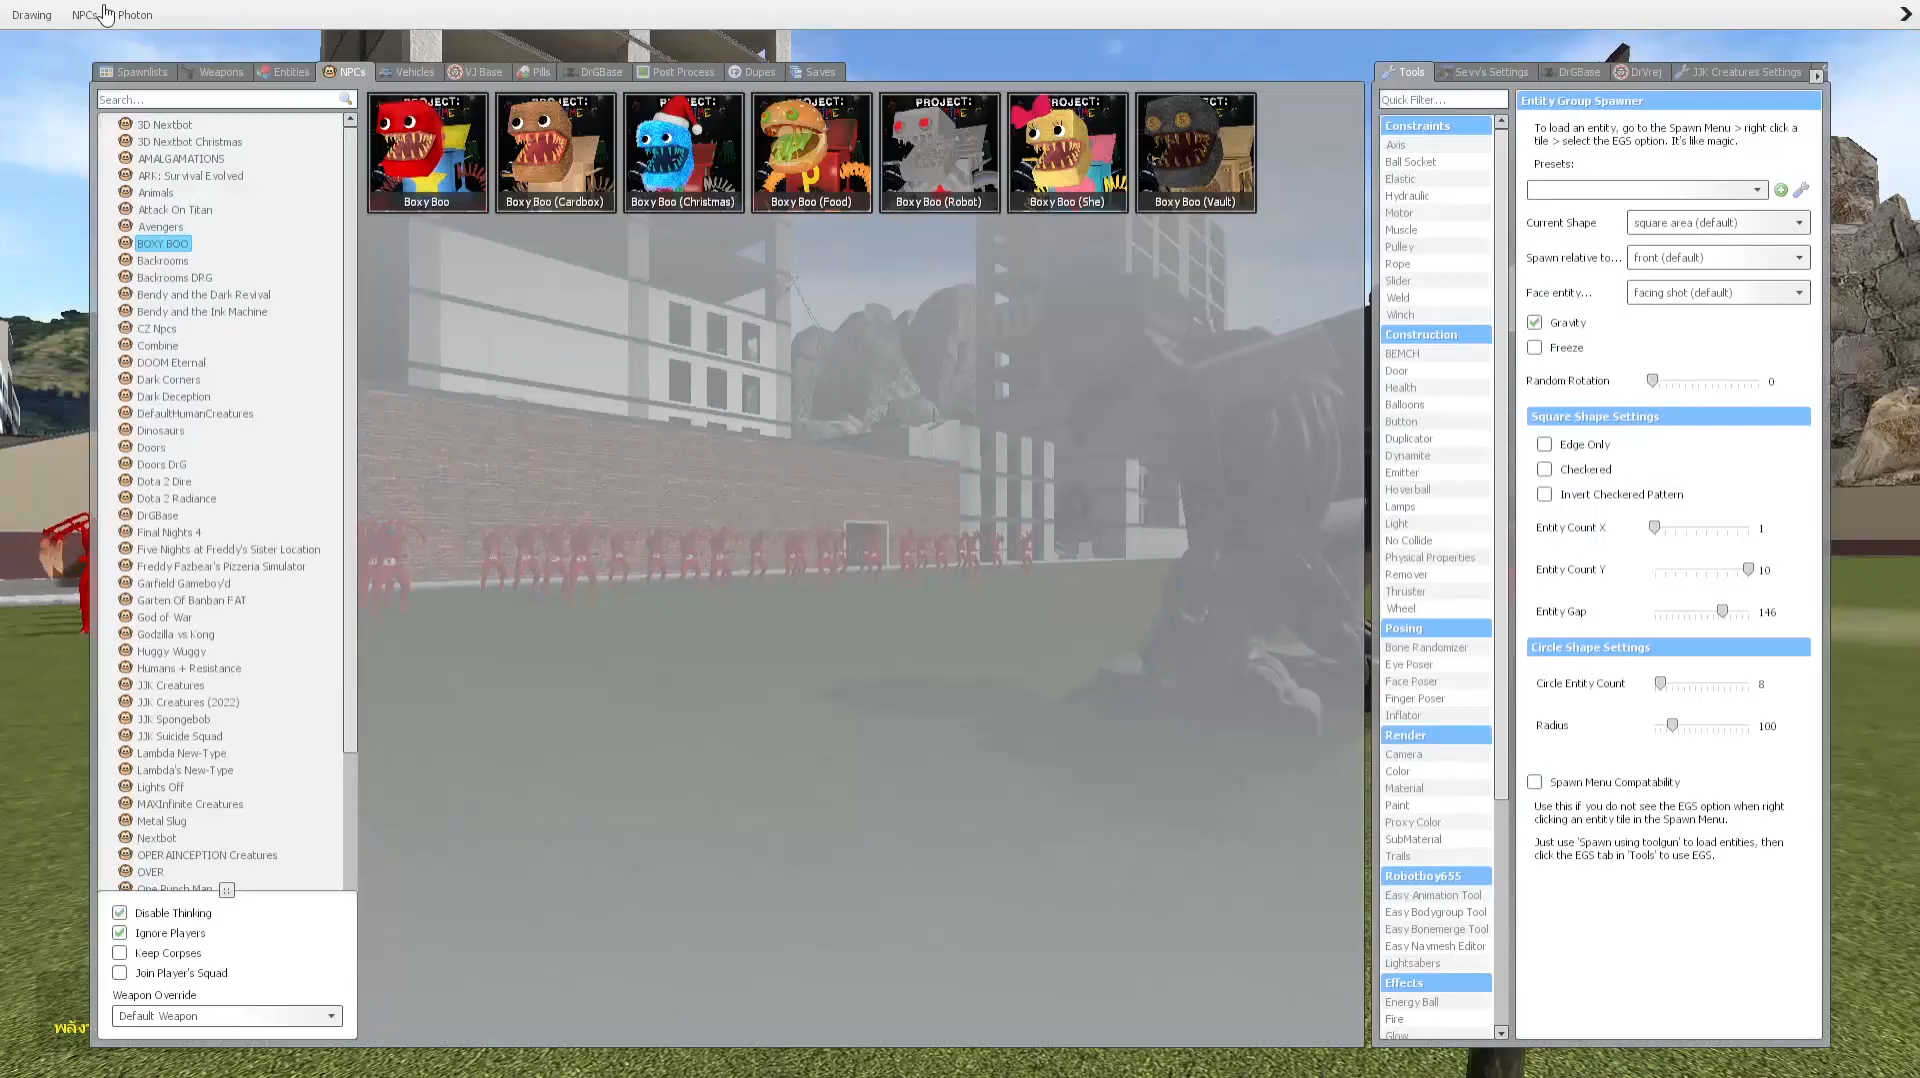 Drawing NPCs Photon
Spawnlists Weapons Entities NPCs Vehicles VJ Base Pills DrGBase Post Process Dupes Saves
Search...
3D Nextbot
3D Nextbot Christmas
AMALGAMATIONS
ARK: Survival Evolved
Animals
Attack On Titan
Avengers
BOXY BOO
Backrooms
Backrooms DRG
Bendy and the Dark Revival
Bendy and the Ink Machine
CZ Npcs
Combine
DOOM Eternal
Dark Corners
Dark Deception
DefaultHumanCreatures
Dinosaurs
Doors
Doors DrG
Dota 2 Dire
Dota 2 Radiance
DrGBase
Final Nights 4
Five Nights at Freddy's Sister Location
Freddy Fazbear's Pizzeria Simulator
Garfield Gameboy'd
Garten Of Banban FAT
God of War
Godzilla vs Kong
Huggy Wuggy
Humans + Resistance
JJK Creatures
JJK Creatures (2022)
JJK Spongebob
JJK Suicide Squad
Lambda New-Type
Lambda's New-Type
Lights Off
MAXInfinite Creatures
Metal Slug
Nextbot
OPERAINCEPTION Creatures
OVER
One Punch Man
Disable Thinking
Ignore Players
Keep Corpses
Join Player's Squad
Weapon Override
Default Weapon
PROJECT: PROJECT: PROJECT: PROJECT: PROJECT: PROJECT: PROJECT:
Boxy Boo Boxy Boo (Cardbox) Boxy Boo (Christmas) Boxy Boo (Food) Boxy Boo (Robot) Boxy Boo (She) Boxy Boo (Vault)
Tools Sevv's Settings DrGBase DrVrej JJK Creatures Settings
Quick Filter...
Constraints
Axis
Ball Socket
Elastic
Hydraulic
Motor
Muscle
Pulley
Rope
Slider
Weld
Winch
Construction
BEMCH
Door
Health
Balloons
Button
Duplicator
Dynamite
Emitter
Hoverball
Lamps
Light
No Collide
Physical Properties
Remover
Thruster
Wheel
Posing
Bone Randomizer
Eye Poser
Face Poser
Finger Poser
Inflator
Render
Camera
Color
Material
Paint
Proxy Color
SubMaterial
Trails
Robotboy655
Easy Animation Tool
Easy Bodygroup Tool
Easy Bonemerge Tool
Easy Navmesh Editor
Lightsabers
Effects
Energy Ball
Fire
Glow
Entity Group Spawner
To load an entity, go to the Spawn Menu > right click a
tile > select the EGS option. It's like magic.
Presets:
Current Shape square area (default)
Spawn relative to... front (default)
Face entity... facing shot (default)
Gravity
Freeze
Random Rotation 0
Square Shape Settings
Edge Only
Checkered
Invert Checkered Pattern
Entity Count X 1
Entity Count Y 10
Entity Gap 146
Circle Shape Settings
Circle Entity Count 8
Radius 100
Spawn Menu Compatability
Use this if you do not see the EGS option when right
clicking an entity tile in the Spawn Menu.
Just use 'Spawn using toolgun' to load entities, then
click the EGS tab in 'Tools' to use EGS.